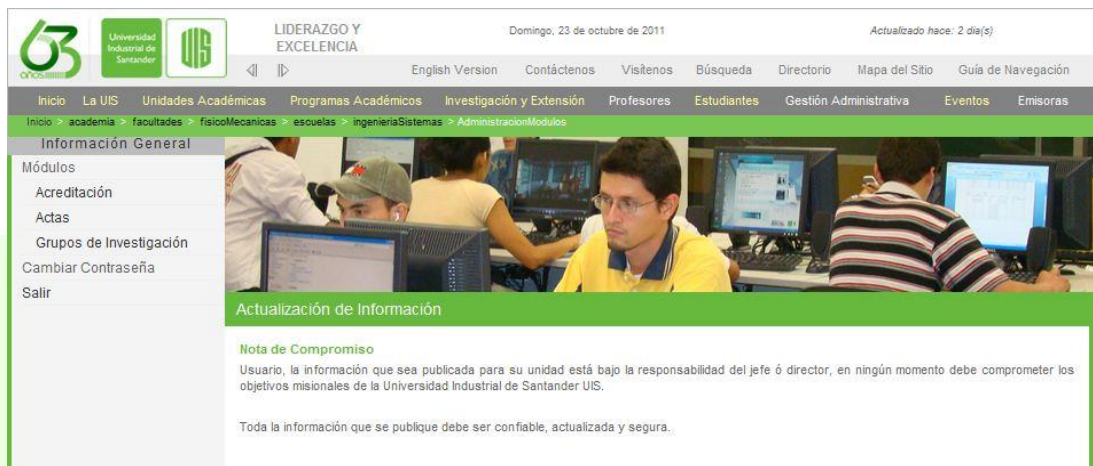 63 años
Universidad
Industrial de
Santander
UIS
LIDERAZGO Y
EXCELENCIA
Domingo, 23 de octubre de 2011
Actualizado hace: 2 dia(s)
English Version Contáctenos Visítenos Búsqueda Directorio Mapa del Sitio Guía de Navegación
Inicio La UIS Unidades Académicas Programas Académicos Investigación y Extensión Profesores Estudiantes Gestión Administrativa Eventos Emisoras
Inicio > academia > facultades > fisicoMecanicas > escuelas > ingenieriaSistemas > AdministracionModulos
Información General
Módulos
Acreditación
Actas
Grupos de Investigación
Cambiar Contraseña
Salir
Actualización de Información
Nota de Compromiso
Usuario, la información que sea publicada para su unidad está bajo la responsabilidad del jefe ó director, en ningún momento debe comprometer los
objetivos misionales de la Universidad Industrial de Santander UIS.
Toda la información que se publique debe ser confiable, actualizada y segura.